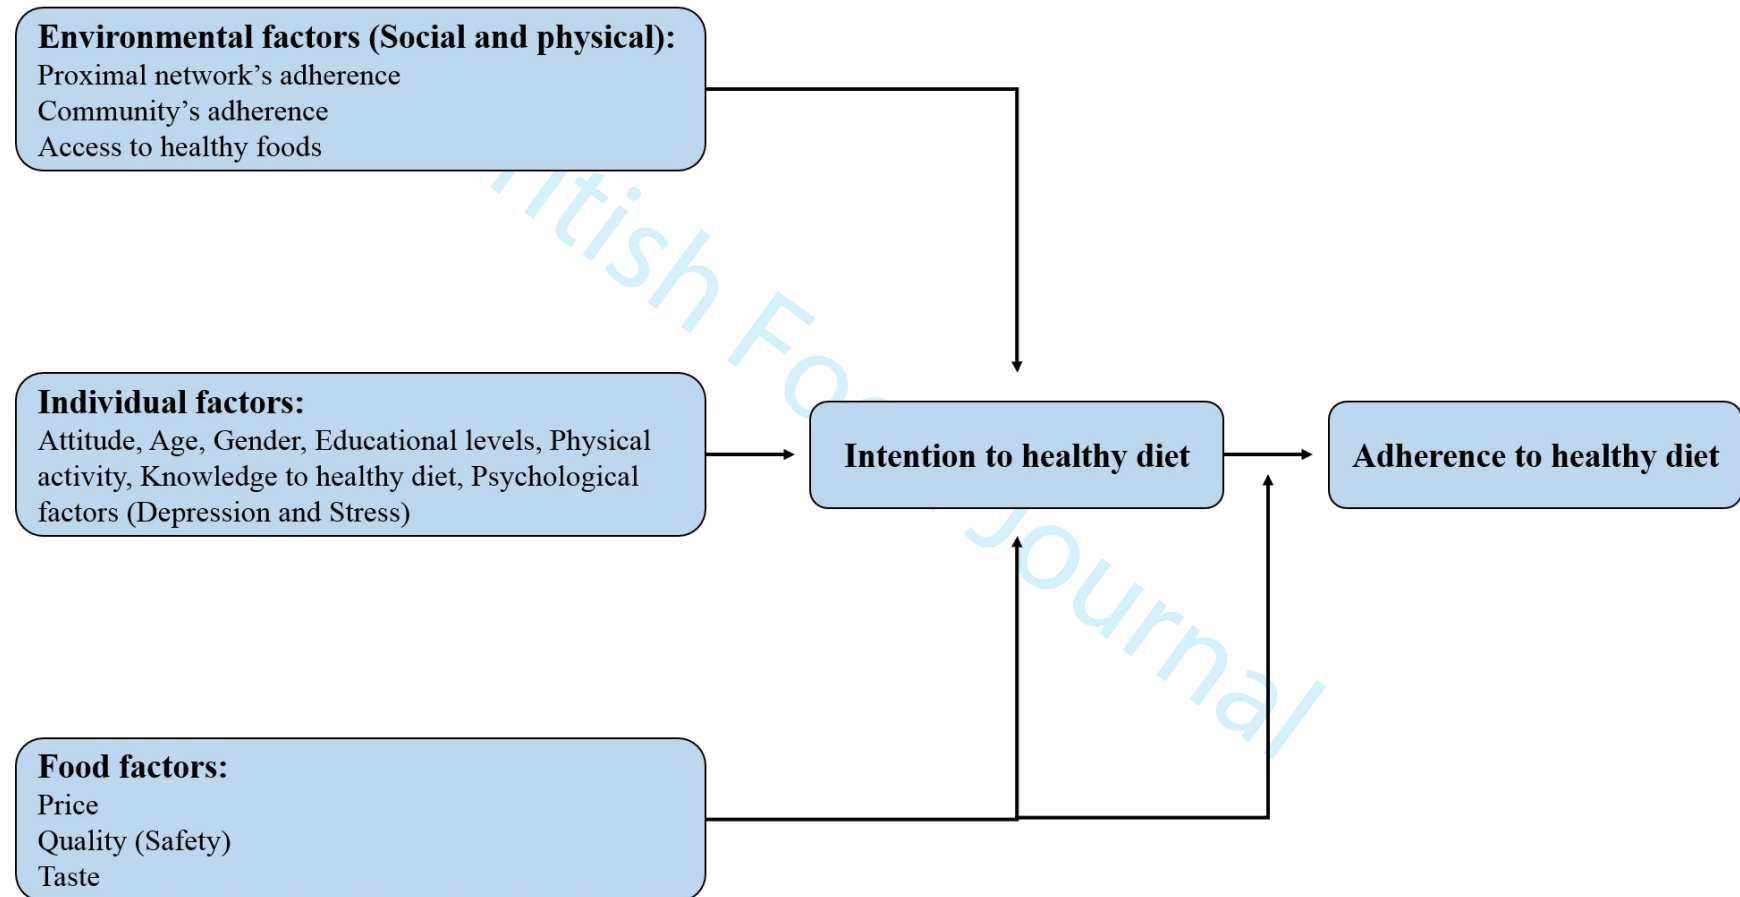 Environmental factors (Social and physical):
Proximal network’s adherence
Community’s adherence
Access to healthy foods
Individual factors:
Attitude, Age, Gender, Educational levels, Physical
activity, Knowledge to healthy diet, Psychological
factors (Depression and Stress)
Intention to healthy diet
Adherence to healthy diet
Food factors:
Price
Quality (Safety)
Taste
Journal